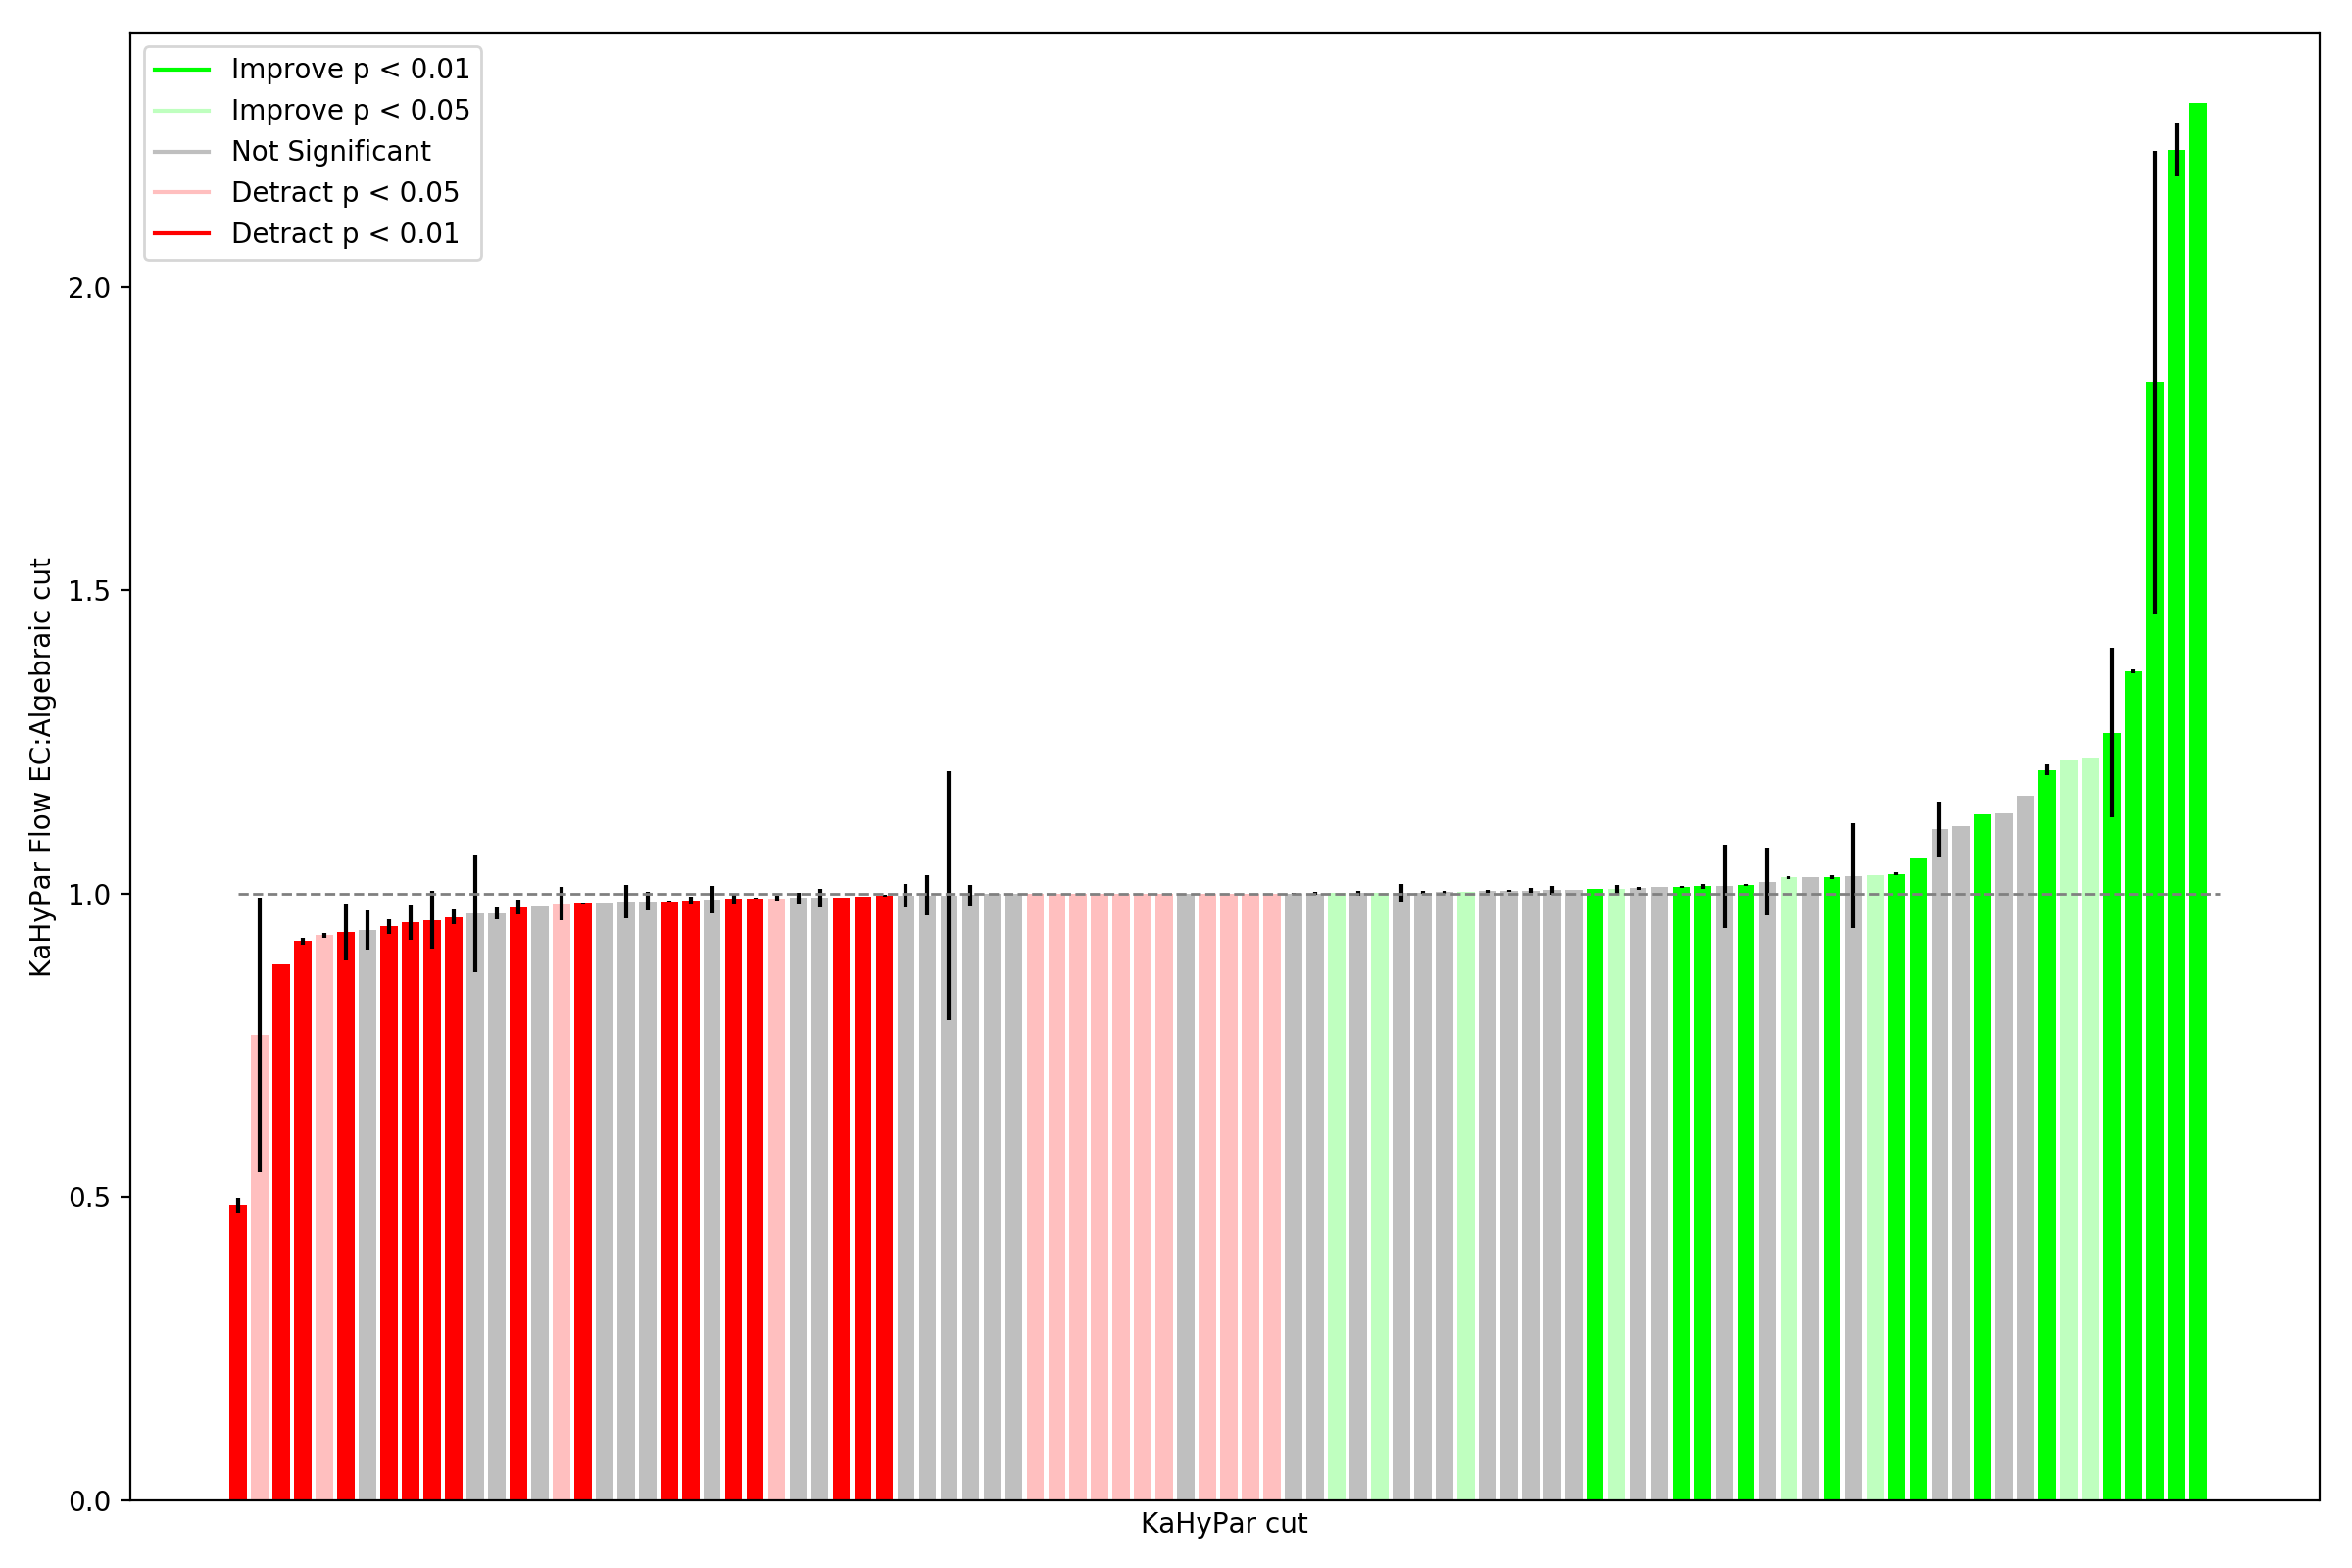 Improve p < 0.01
Improve p < 0.05
Not Significant
Detract p < 0.05
Detract p < 0.01
2.0
1.5
1.0
0.5
0.0
KaHyPar Flow EC:Algebraic cut
KaHyPar cut